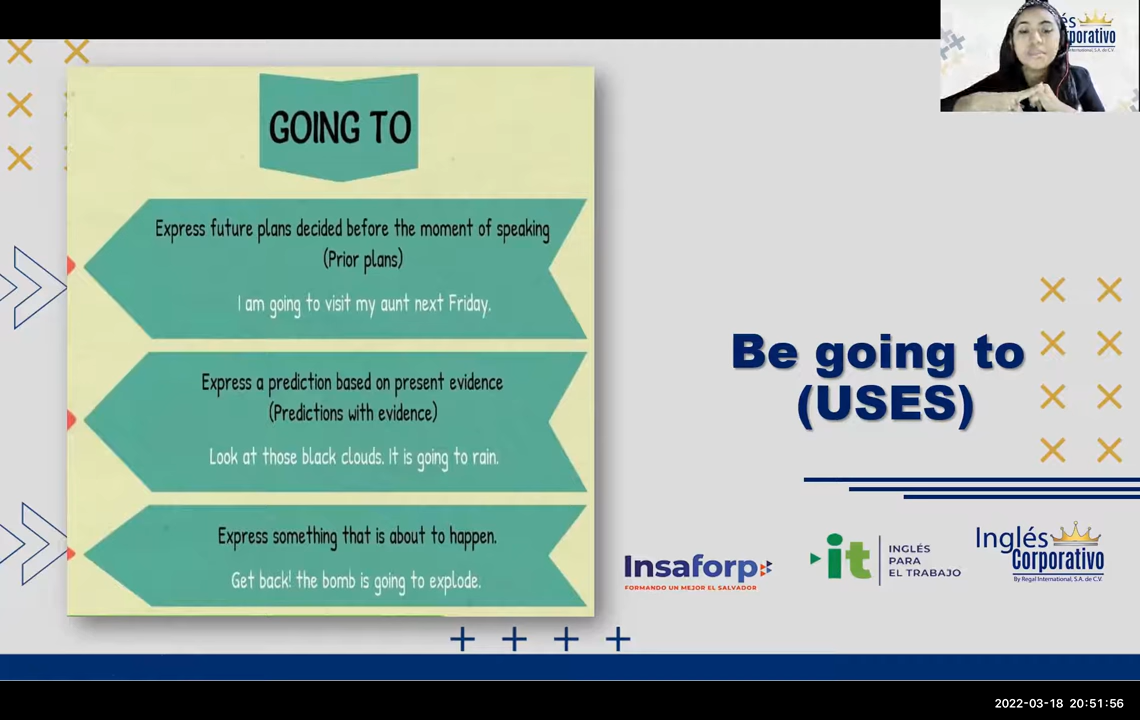 GOING TO
Express future plans decided before the moment of speaking
(Prior plans)
I am going to visit my aunt next Friday.
Express a prediction based on present evidence
(Predictions with evidence)
Look at those black clouds. It is going to rain.
Express something that is about to happen.
Get back! the bomb is going to explode.
Be going to
(USES)
Insaforp
FORMANDO UN MEJOR EL SALVADOR
it
INGLÉS
PARA
EL TRABAJO
Inglés
Corporativo
By Regal International, S.A. de C.V.
2022-03-18 20:51:56